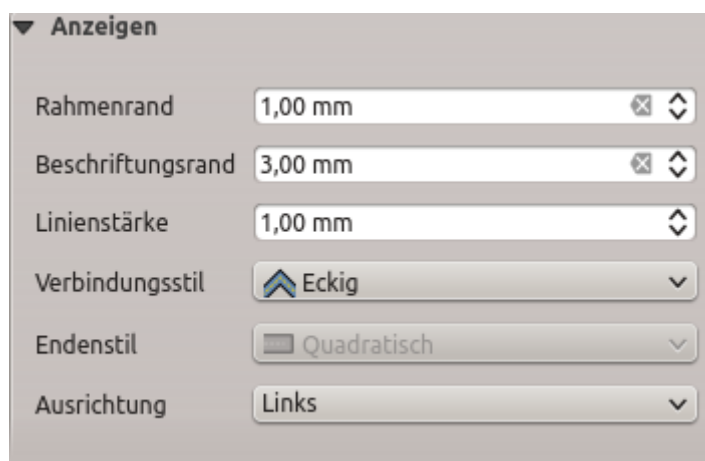 Anzeigen
Rahmenrand 1,00 mm
Beschriftungsrand 3,00 mm
Linienstärke 1,00 mm
Verbindungsstil Eckig
Endenstil Quadratisch
Ausrichtung Links